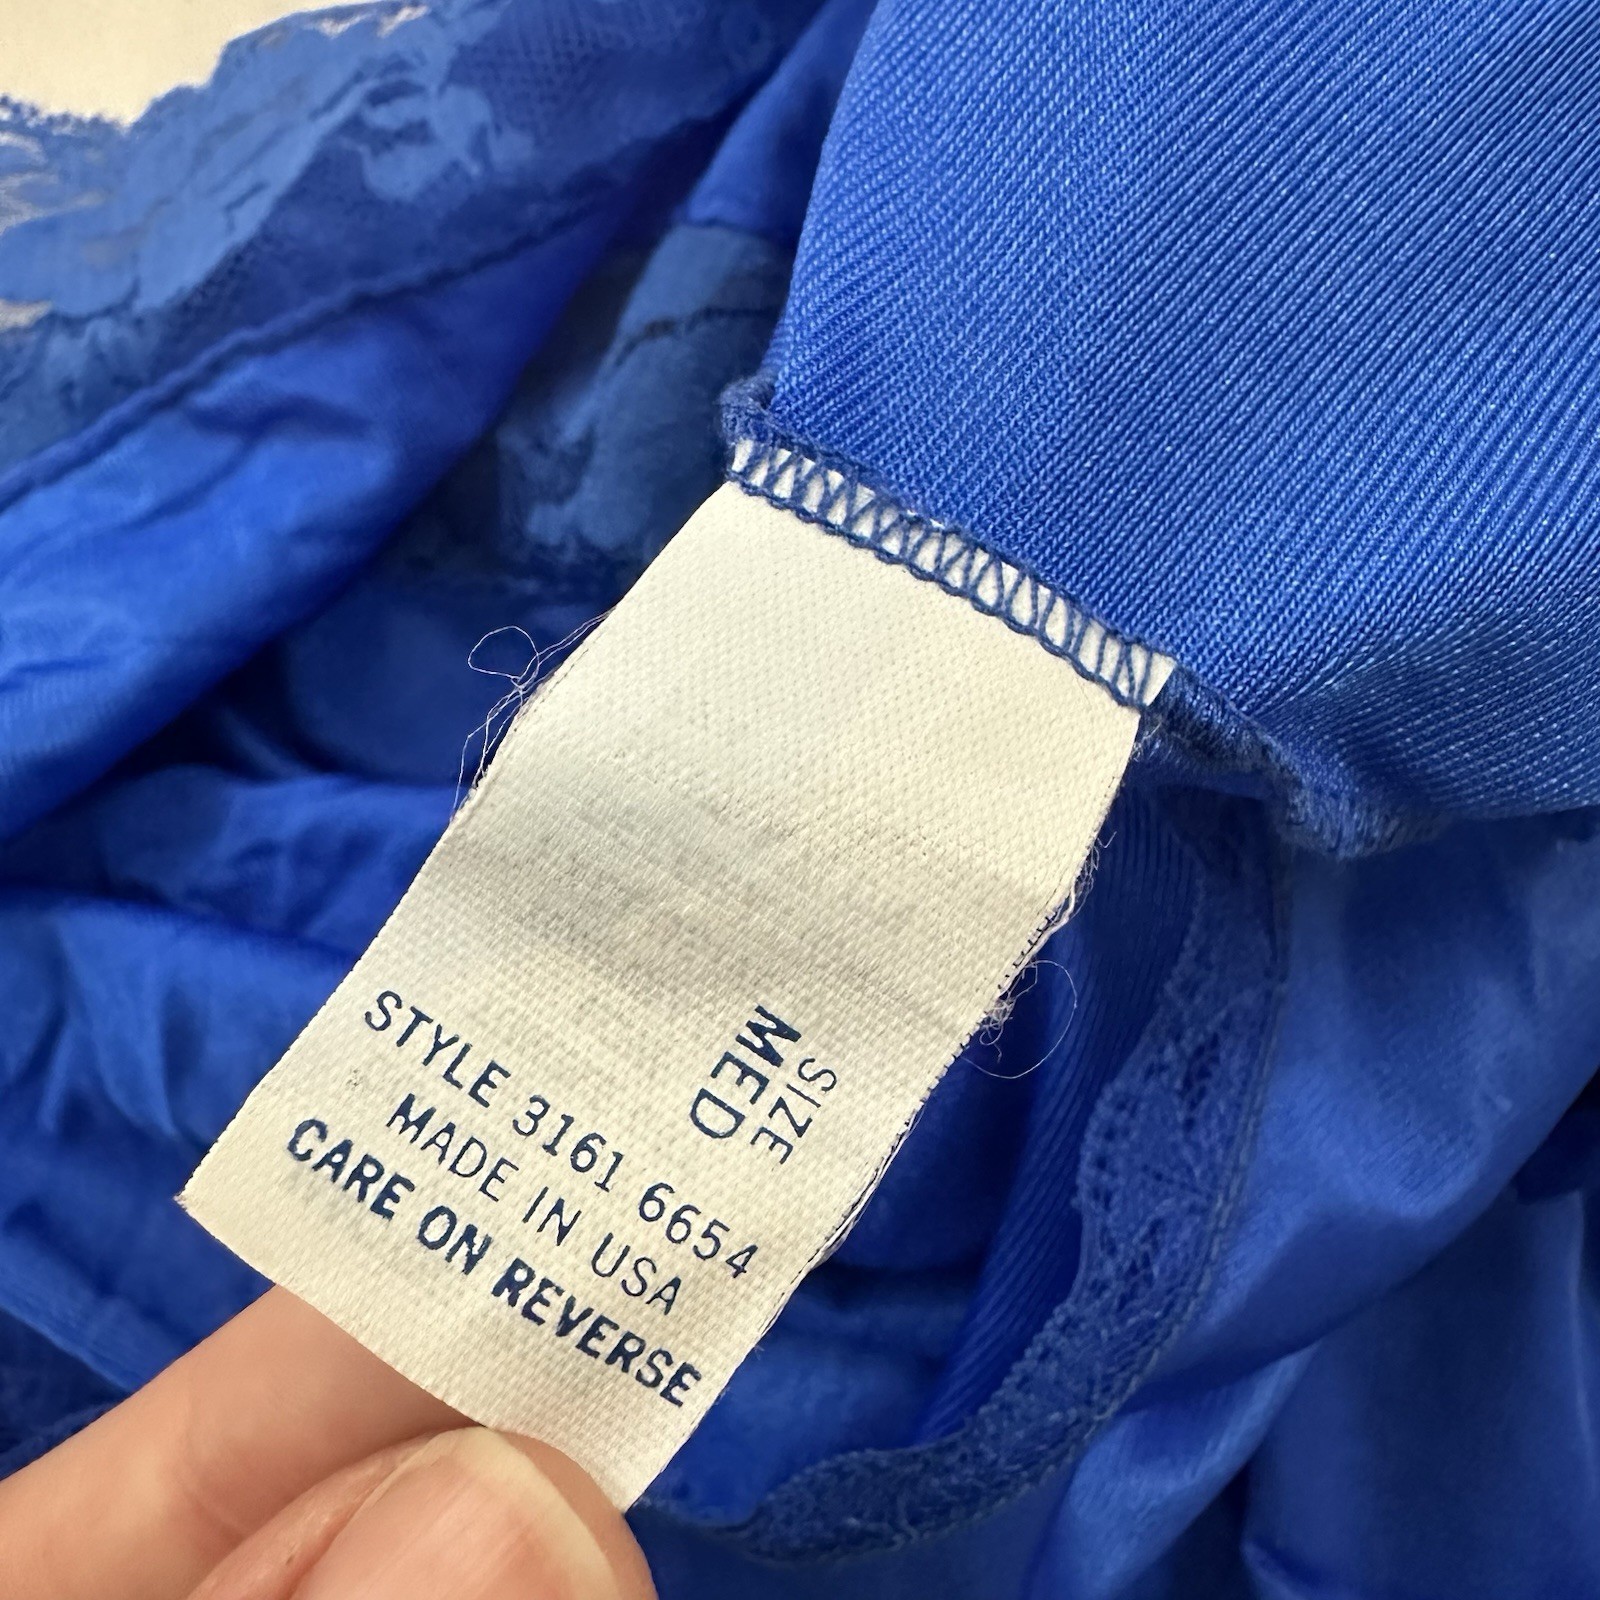 SIZE
MED
STYLE 3161 6654
MADE IN USA
CARE ON REVERSE